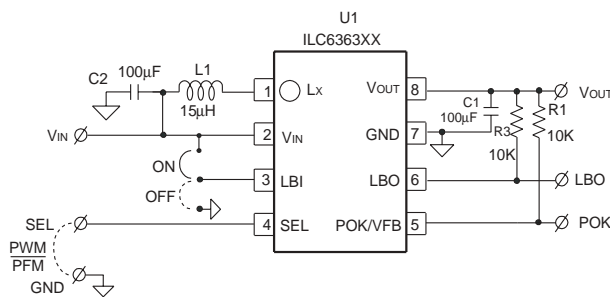 U1
ILC6363XX
C2
100µF
L1
15µH
1
LX
VOUT
8
C1
100µF
R1
10K
R3
10K
VOUT
VIN
2
VIN
GND
7
ON
OFF
3
LBI
LBO
6
LBO
SEL
4
SEL
POK/VFB
5
POK
PWM
PFM
GND